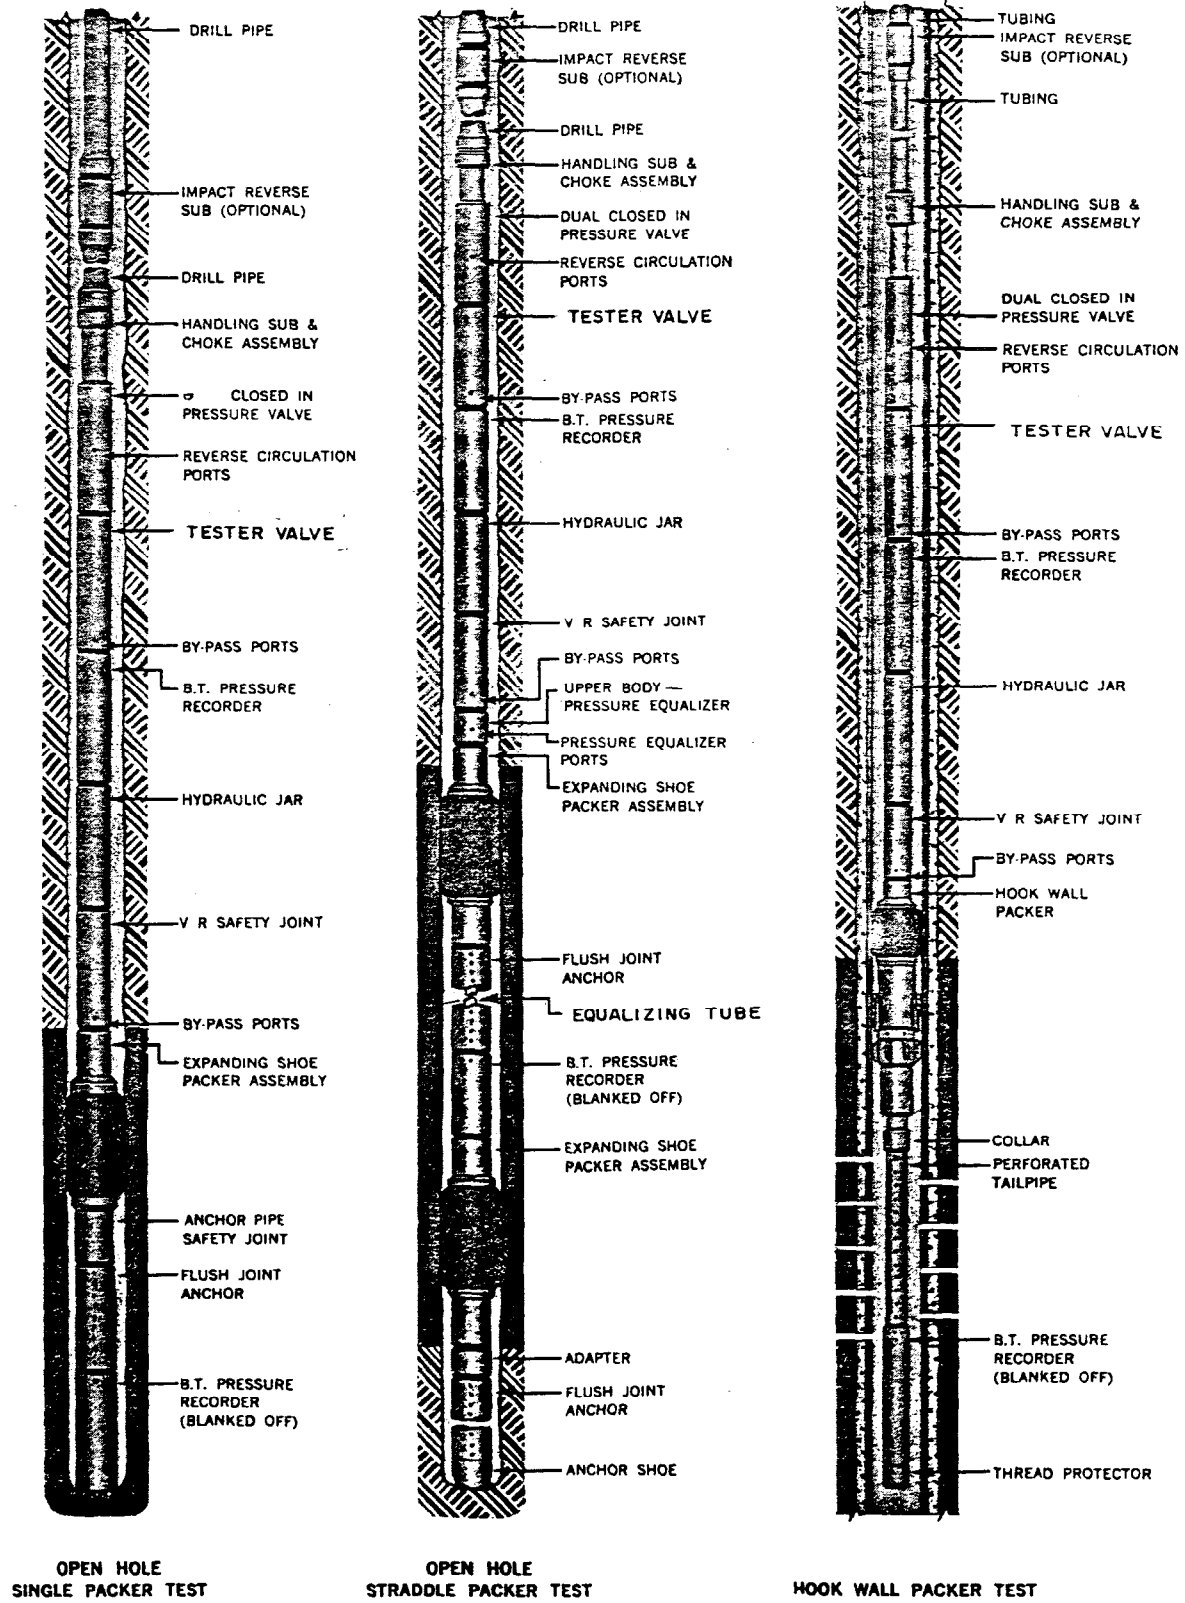 DRILL PIPE
IMPACT REVERSE
SUB (OPTIONAL)
DRILL PIPE
HANDLING SUB &
CHOKE ASSEMBLY
CLOSED IN
PRESSURE VALVE
REVERSE CIRCULATION
PORTS
TESTER VALVE
BY-PASS PORTS
B.T. PRESSURE
RECORDER
HYDRAULIC JAR
V R SAFETY JOINT
BY-PASS PORTS
EXPANDING SHOE
PACKER ASSEMBLY
ANCHOR PIPE
SAFETY JOINT
FLUSH JOINT
ANCHOR
B.T. PRESSURE
RECORDER
(BLANKED OFF)
OPEN HOLE
SINGLE PACKER TEST
DRILL PIPE
IMPACT REVERSE
SUB (OPTIONAL)
DRILL PIPE
HANDLING SUB &
CHOKE ASSEMBLY
DUAL CLOSED IN
PRESSURE VALVE
REVERSE CIRCULATION
PORTS
TESTER VALVE
BY-PASS PORTS
B.T. PRESSURE
RECORDER
HYDRAULIC JAR
V R SAFETY JOINT
BY-PASS PORTS
UPPER BODY —
PRESSURE EQUALIZER
PRESSURE EQUALIZER
PORTS
EXPANDING SHOE
PACKER ASSEMBLY
FLUSH JOINT
ANCHOR
EQUALIZING TUBE
B.T. PRESSURE
RECORDER
(BLANKED OFF)
EXPANDING SHOE
PACKER ASSEMBLY
ADAPTER
FLUSH JOINT
ANCHOR
ANCHOR SHOE
OPEN HOLE
STRADDLE PACKER TEST
TUBING
IMPACT REVERSE
SUB (OPTIONAL)
TUBING
HANDLING SUB &
CHOKE ASSEMBLY
DUAL CLOSED IN
PRESSURE VALVE
REVERSE CIRCULATION
PORTS
TESTER VALVE
BY-PASS PORTS
B.T. PRESSURE
RECORDER
HYDRAULIC JAR
V R SAFETY JOINT
BY-PASS PORTS
HOOK WALL
PACKER
COLLAR
PERFORATED
TAILPIPE
B.T. PRESSURE
RECORDER
(BLANKED OFF)
THREAD PROTECTOR
HOOK WALL PACKER TEST